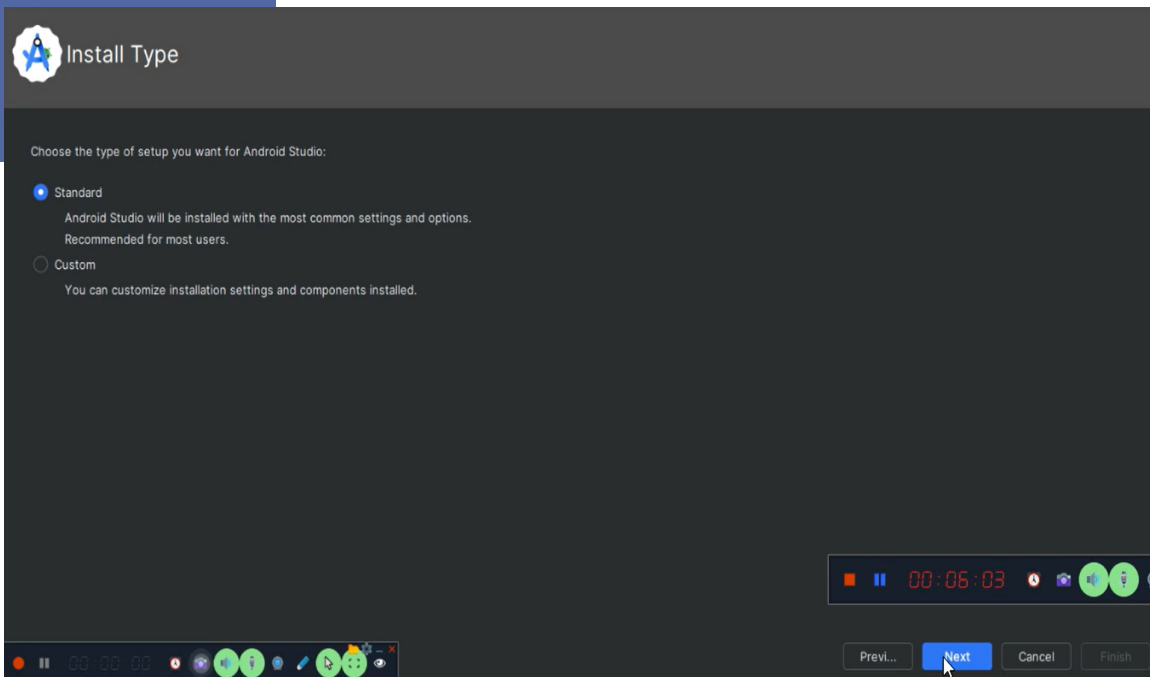 Install Type
Choose the type of setup you want for Android Studio:
Standard
Android Studio will be installed with the most common settings and options.
Recommended for most users.
Custom
You can customize installation settings and components installed.
00:06:03
00:00:00
Previ...
Next
Cancel
Finish